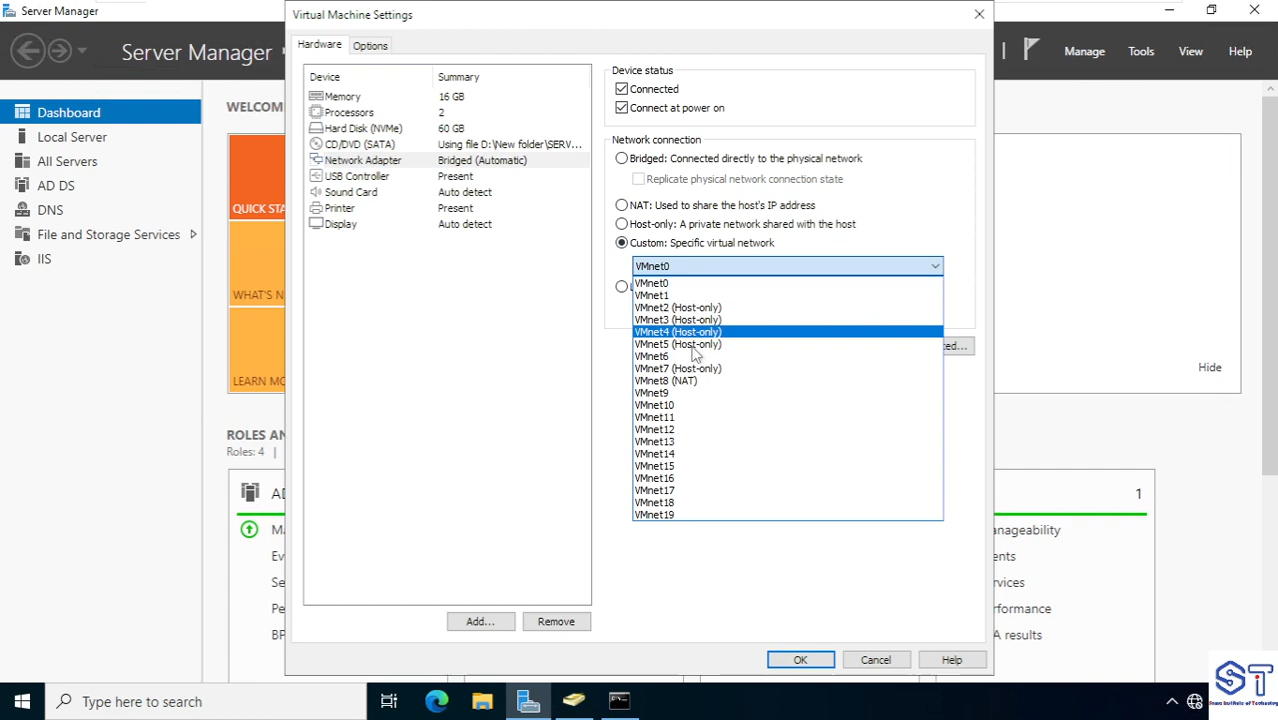 Server Manager
Virtual Machine Settings
Server Manager
Manage
Tools
View
Help
Hardware
Options
Device
Summary
Memory
16 GB
Processors
2
Hard Disk (NVMe)
60 GB
CD/DVD (SATA)
Using file D:\New folder\SERV...
Network Adapter
Bridged (Automatic)
USB Controller
Present
Sound Card
Auto detect
Printer
Present
Display
Auto detect
Device status
Connected
Connect at power on
Network connection
Bridged: Connected directly to the physical network
Replicate physical network connection state
NAT: Used to share the host's IP address
Host-only: A private network shared with the host
Custom: Specific virtual network
VMnet0
VMnet0
VMnet1
VMnet2 (Host-only)
VMnet3 (Host-only)
VMnet4 (Host-only)
VMnet5 (Host-only)
VMnet6
VMnet7 (Host-only)
VMnet8 (NAT)
VMnet9
VMnet10
VMnet11
VMnet12
VMnet13
VMnet14
VMnet15
VMnet16
VMnet17
VMnet18
VMnet19
ed...
Add...
Remove
OK
Cancel
Help
Dashboard
Local Server
All Servers
AD DS
DNS
File and Storage Services
IIS
WELCOM
QUICK STA
WHAT'S N
LEARN MO
Hide
ROLES AN
Roles: 4
AD
1
Ma
anageability
Eve
ents
Se
rvices
Pe
rformance
BP
A results
Type here to search